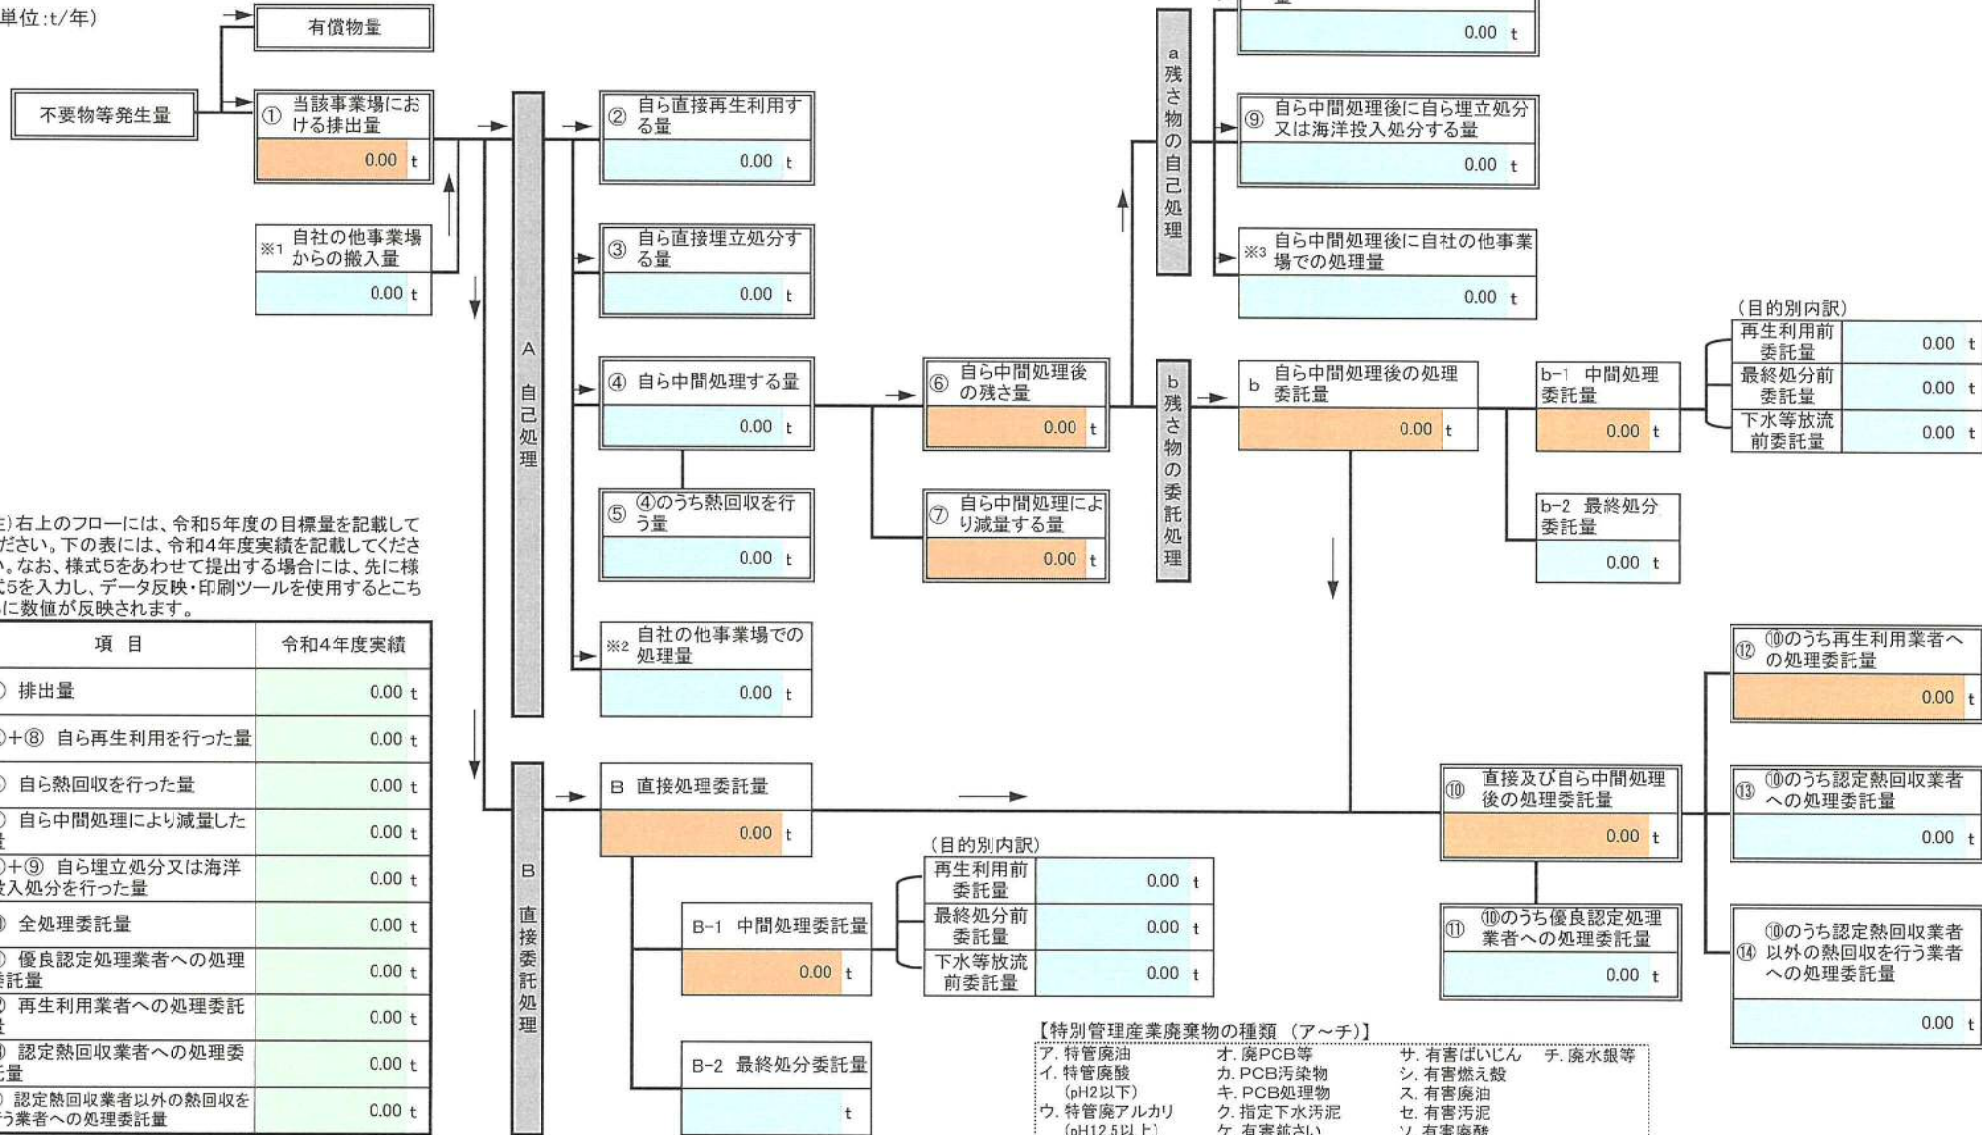 単位:t/年)
有償物量
不要物等発生量
① 当該事業場にお
ける排出量
0.00 t
※1 自社の他事業場
からの搬入量
0.00 t
A 自己処理
② 自ら直接再生利用す
る量
0.00 t
③ 自ら直接埋立処分す
る量
0.00 t
④ 自ら中間処理する量
0.00 t
⑤ ④のうち熱回収を行
う量
0.00 t
※2 自社の他事業場での
処理量
0.00 t
⑥ 自ら中間処理後
の残さ量
0.00 t
⑦ 自ら中間処理によ
り減量する量
0.00 t
a 残さ物の自己処理
量
0.00 t
⑨ 自ら中間処理後に自ら埋立処分
又は海洋投入処分する量
0.00 t
※3 自ら中間処理後に自社の他事業
場での処理量
0.00 t
b 残さ物の委託処理
b 自ら中間処理後の処理
委託量
0.00 t
b-1 中間処理
委託量
0.00 t
b-2 最終処分
委託量
0.00 t
(目的別内訳)
再生利用前
委託量
0.00 t
最終処分前
委託量
0.00 t
下水等放流
前委託量
0.00 t
)右上のフローには、令和5年度の目標量を記載して
ださい。下の表には、令和4年度実績を記載してくださ
い。なお、様式5をあわせて提出する場合には、先に様
式5を入力し、データ反映・印刷ツールを使用するとこち
に数値が反映されます。
項 目 令和4年度実績
排出量 0.00 t
+⑧ 自ら再生利用を行った量 0.00 t
自ら熱回収を行った量 0.00 t
自ら中間処理により減量した
量 0.00 t
+⑨ 自ら埋立処分又は海洋
投入処分を行った量 0.00 t
全処理委託量 0.00 t
優良認定処理業者への処理
委託量 0.00 t
再生利用業者への処理委託
量 0.00 t
認定熱回収業者への処理委
託量 0.00 t
認定熱回収業者以外の熱回収を
行う業者への処理委託量 0.00 t
B 直接委託処理
B 直接処理委託量
0.00 t
B-1 中間処理委託量
0.00 t
B-2 最終処分委託量
t
(目的別内訳)
再生利用前
委託量
0.00 t
最終処分前
委託量
0.00 t
下水等放流
前委託量
0.00 t
⑩ 直接及び自ら中間処理
後の処理委託量
0.00 t
⑪ ⑩のうち優良認定処理
業者への処理委託量
0.00 t
⑫ ⑩のうち再生利用業者へ
の処理委託量
0.00 t
⑬ ⑩のうち認定熱回収業者
への処理委託量
0.00 t
⑭ ⑩のうち認定熱回収業者
以外の熱回収を行う業者
への処理委託量
0.00 t
【特別管理産業廃棄物の種類 (ア~チ)】
ア. 特管廃油 オ. 廃PCB等 サ. 有害ばいじん チ. 廃水銀等
イ. 特管廃酸 カ. PCB汚染物 シ. 有害燃え殻
(pH2以下) キ. PCB処理物 ス. 有害廃油
ウ. 特管廃アルカリ ク. 指定下水汚泥 セ. 有害汚泥
(pH12.5以上) ケ. 有害鉱さい ソ. 有害廃酸